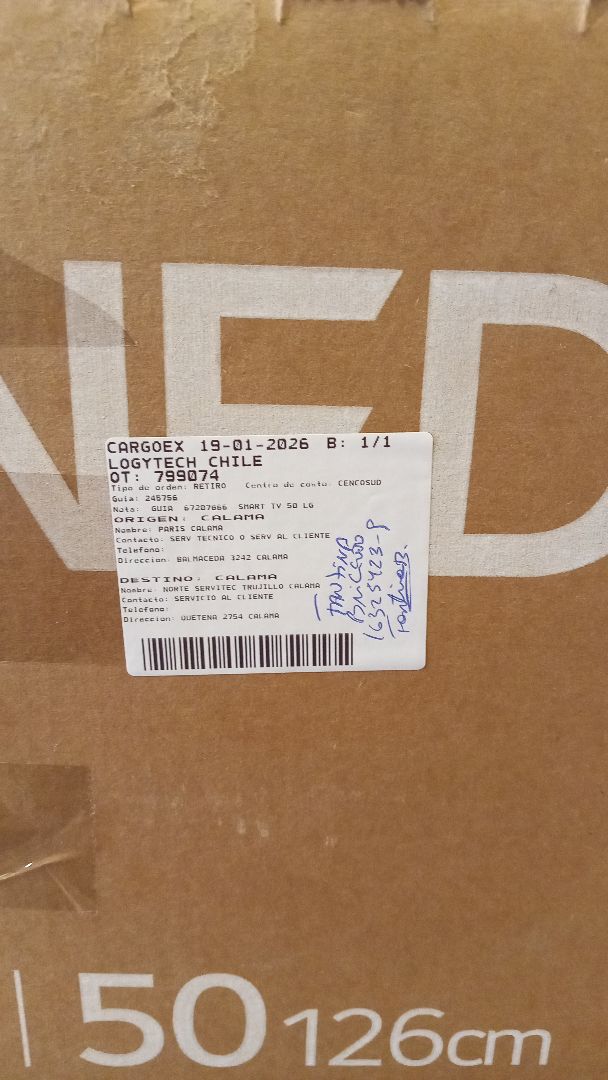 NED
CARGOEX 19-01-2026 B: 1/1
LOGYTECH CHILE
OT: 799074
Tipo de orden: RETIRO Centro de costo: CENCOSUD
Guia: 245756
Nota: GUIA 67287666 SMART TV 50 LG
ORIGEN: CALAMA
Nombre: PARIS CALAMA
Contacto: SERV TECNICO O SERV AL CLIENTE
Telefono:
Direccion: BALMACEDA 3242 CALAMA
DESTINO: CALAMA
Nombre: NORTE SERVITEC TRUJILLO CALAMA
Contacto: SERVICIO AL CLIENTE
Telefono:
Direccion: QUETENA 2754 CALAMA
50 126cm